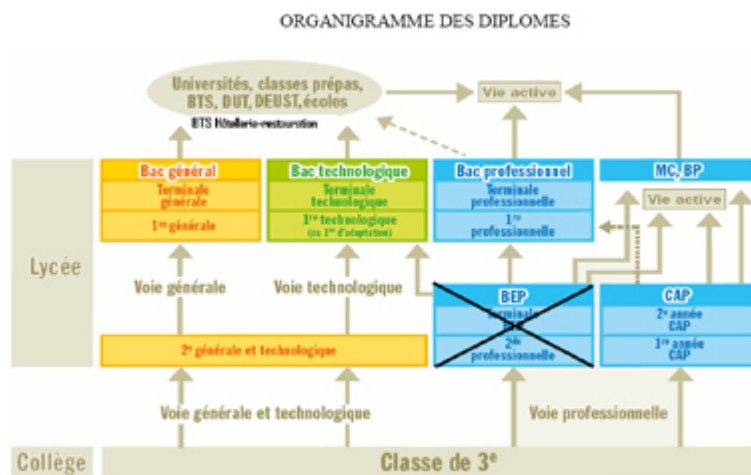 ORGANIGRAMME DES DIPLOMES
Universités, classes prépas,
BTS, DUT, DEUST, écoles
BTS Hôtellerie-restauration
Vie active
Bac général
Terminale
générale
1re générale
Bac technologique
Terminale
technologique
1re technologique
(ou 1re d'adaptation)
Bac professionnel
Terminale
professionnelle
1re
professionnelle
MC, BP
Vie active
Lycée
Voie générale
Voie technologique
BEP
Terminale
2de
professionnelle
CAP
2e année
CAP
1re année
CAP
2e générale et technologique
Voie générale et technologique
Voie professionnelle
Collège
Classe de 3e